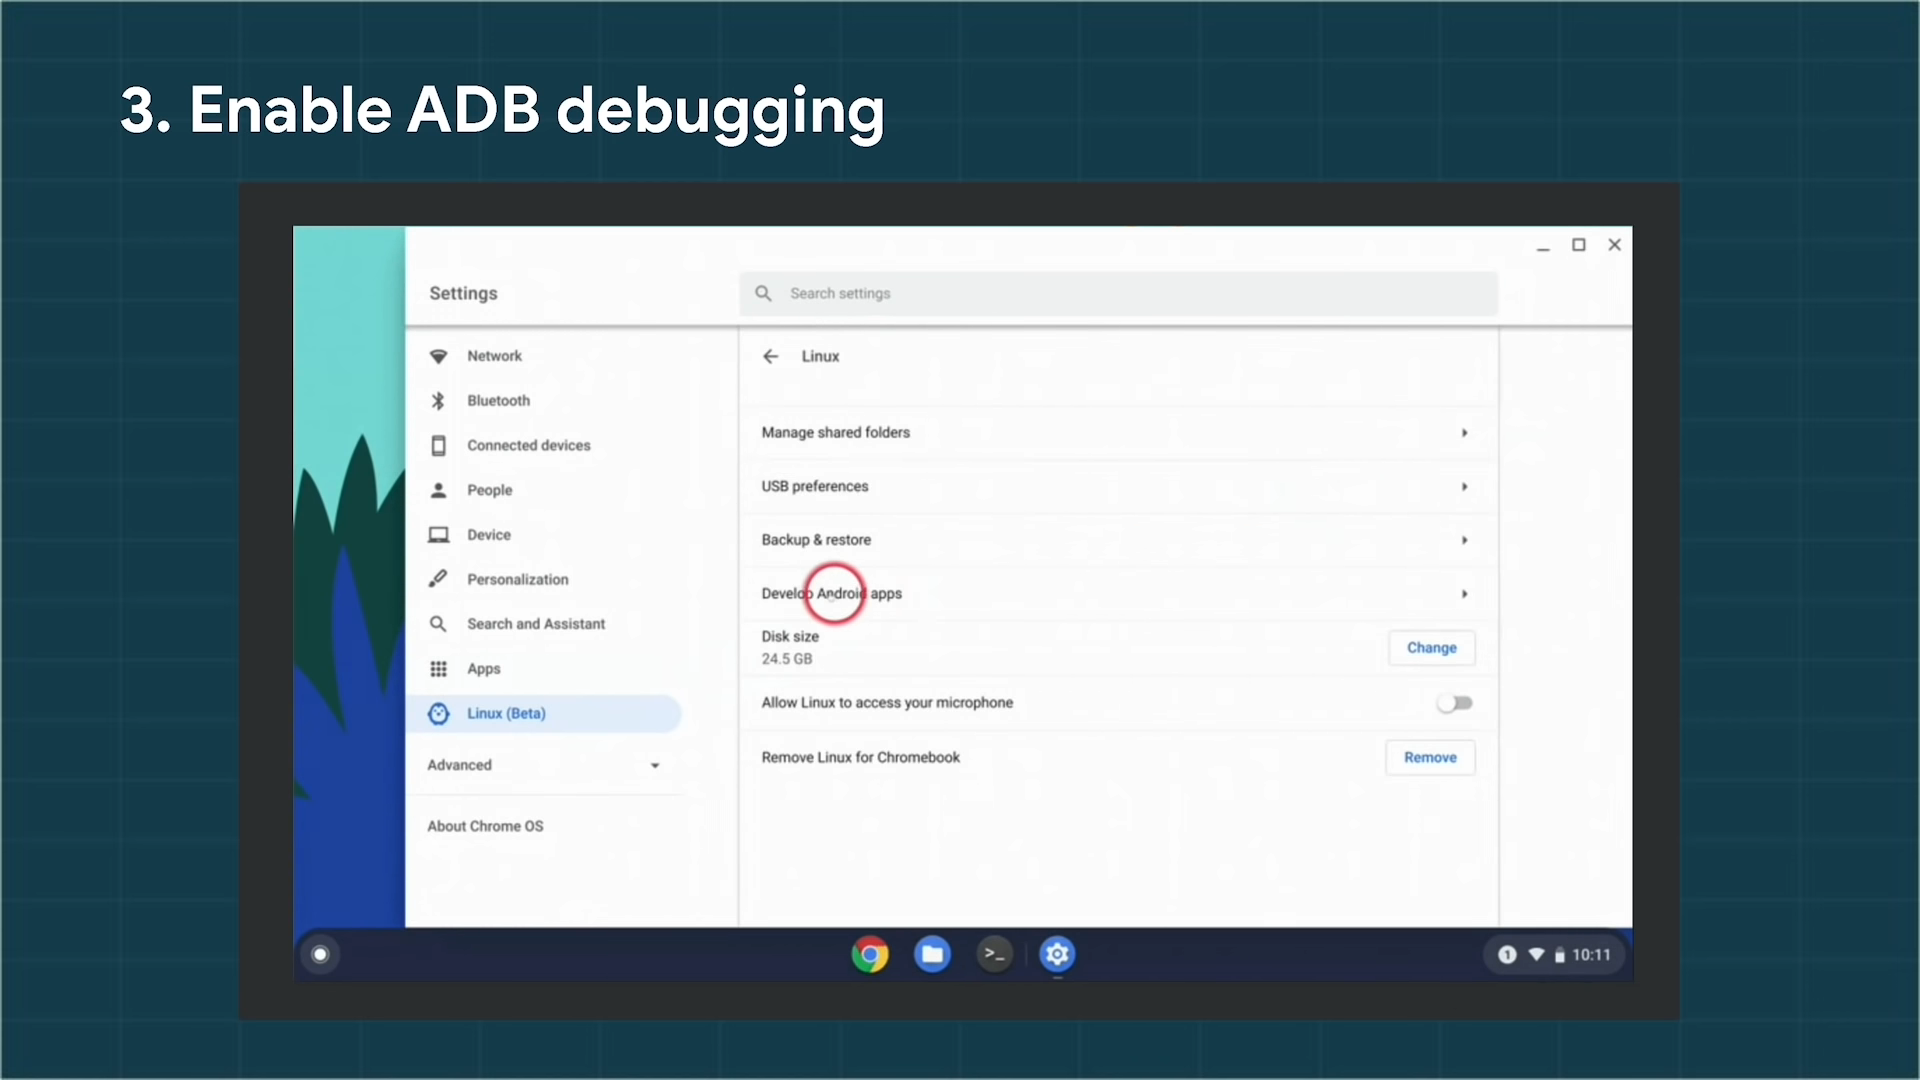 3. Enable ADB debugging
Settings
Search settings
Network
Bluetooth
Connected devices
People
Device
Personalization
Search and Assistant
Apps
Linux (Beta)
Advanced
About Chrome OS
Linux
Manage shared folders
USB preferences
Backup & restore
Develop Android apps
Disk size
24.5 GB
Change
Allow Linux to access your microphone
Remove Linux for Chromebook
Remove
>_
1 10:11